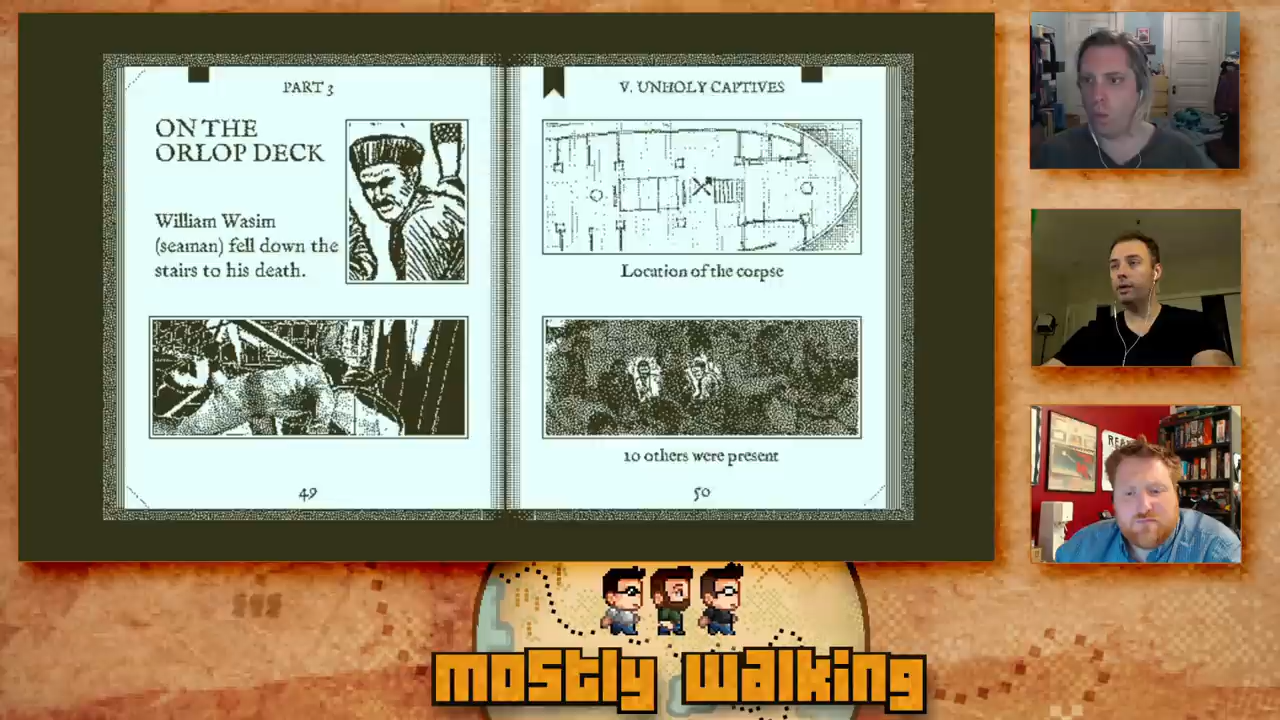 PART 3
ON THE
ORLOP DECK
William Wasim
(seaman) fell down the
stairs to his death.
49
V. UNHOLY CAPTIVES
Location of the corpse
10 others were present
50
mostly walking